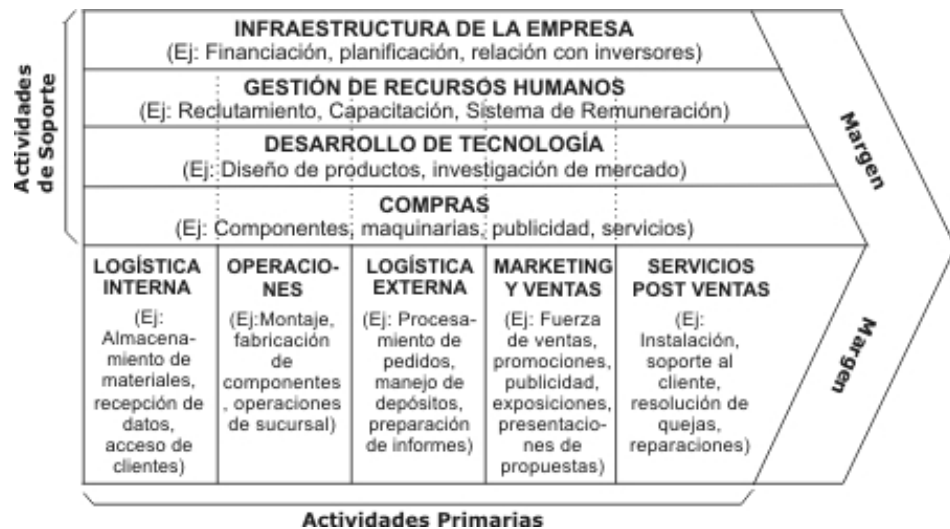 INFRAESTRUCTURA DE LA EMPRESA
(Ej: Financiación, planificación, relación con inversores)
GESTIÓN DE RECURSOS HUMANOS
(Ej: Reclutamiento, Capacitación, Sistema de Remuneración)
DESARROLLO DE TECNOLOGÍA
(Ej: Diseño de productos, investigación de mercado)
COMPRAS
(Ej: Componentes, maquinarias, publicidad, servicios)
Actividades
de Soporte
Margen
LOGÍSTICA
INTERNA
(Ej:
Almacena-
miento de
materiales,
recepción de
datos,
acceso de
clientes)
OPERACIO-
NES
(Ej:Montaje,
fabricación
de
componentes
, operaciones
de sucursal)
LOGÍSTICA
EXTERNA
(Ej: Procesa-
miento de
pedidos,
manejo de
depósitos,
preparación
de informes)
MARKETING
Y VENTAS
(Ej: Fuerza
de ventas,
promociones,
publicidad,
exposiciones,
presentacio-
nes de
propuestas)
SERVICIOS
POST VENTAS
(Ej:
Instalación,
soporte al
cliente,
resolución de
quejas,
reparaciones)
Margen
Actividades Primarias